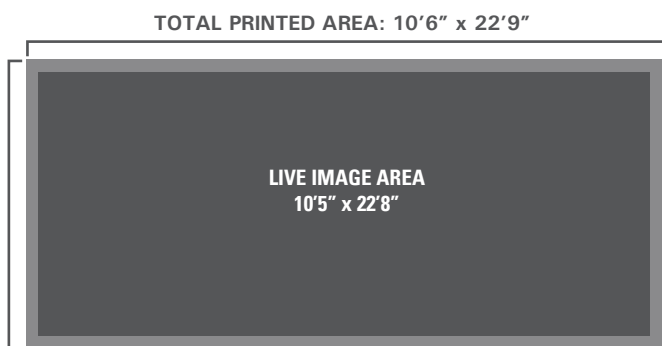 TOTAL PRINTED AREA: 10’6” x 22’9”
LIVE IMAGE AREA
10’5” x 22’8”